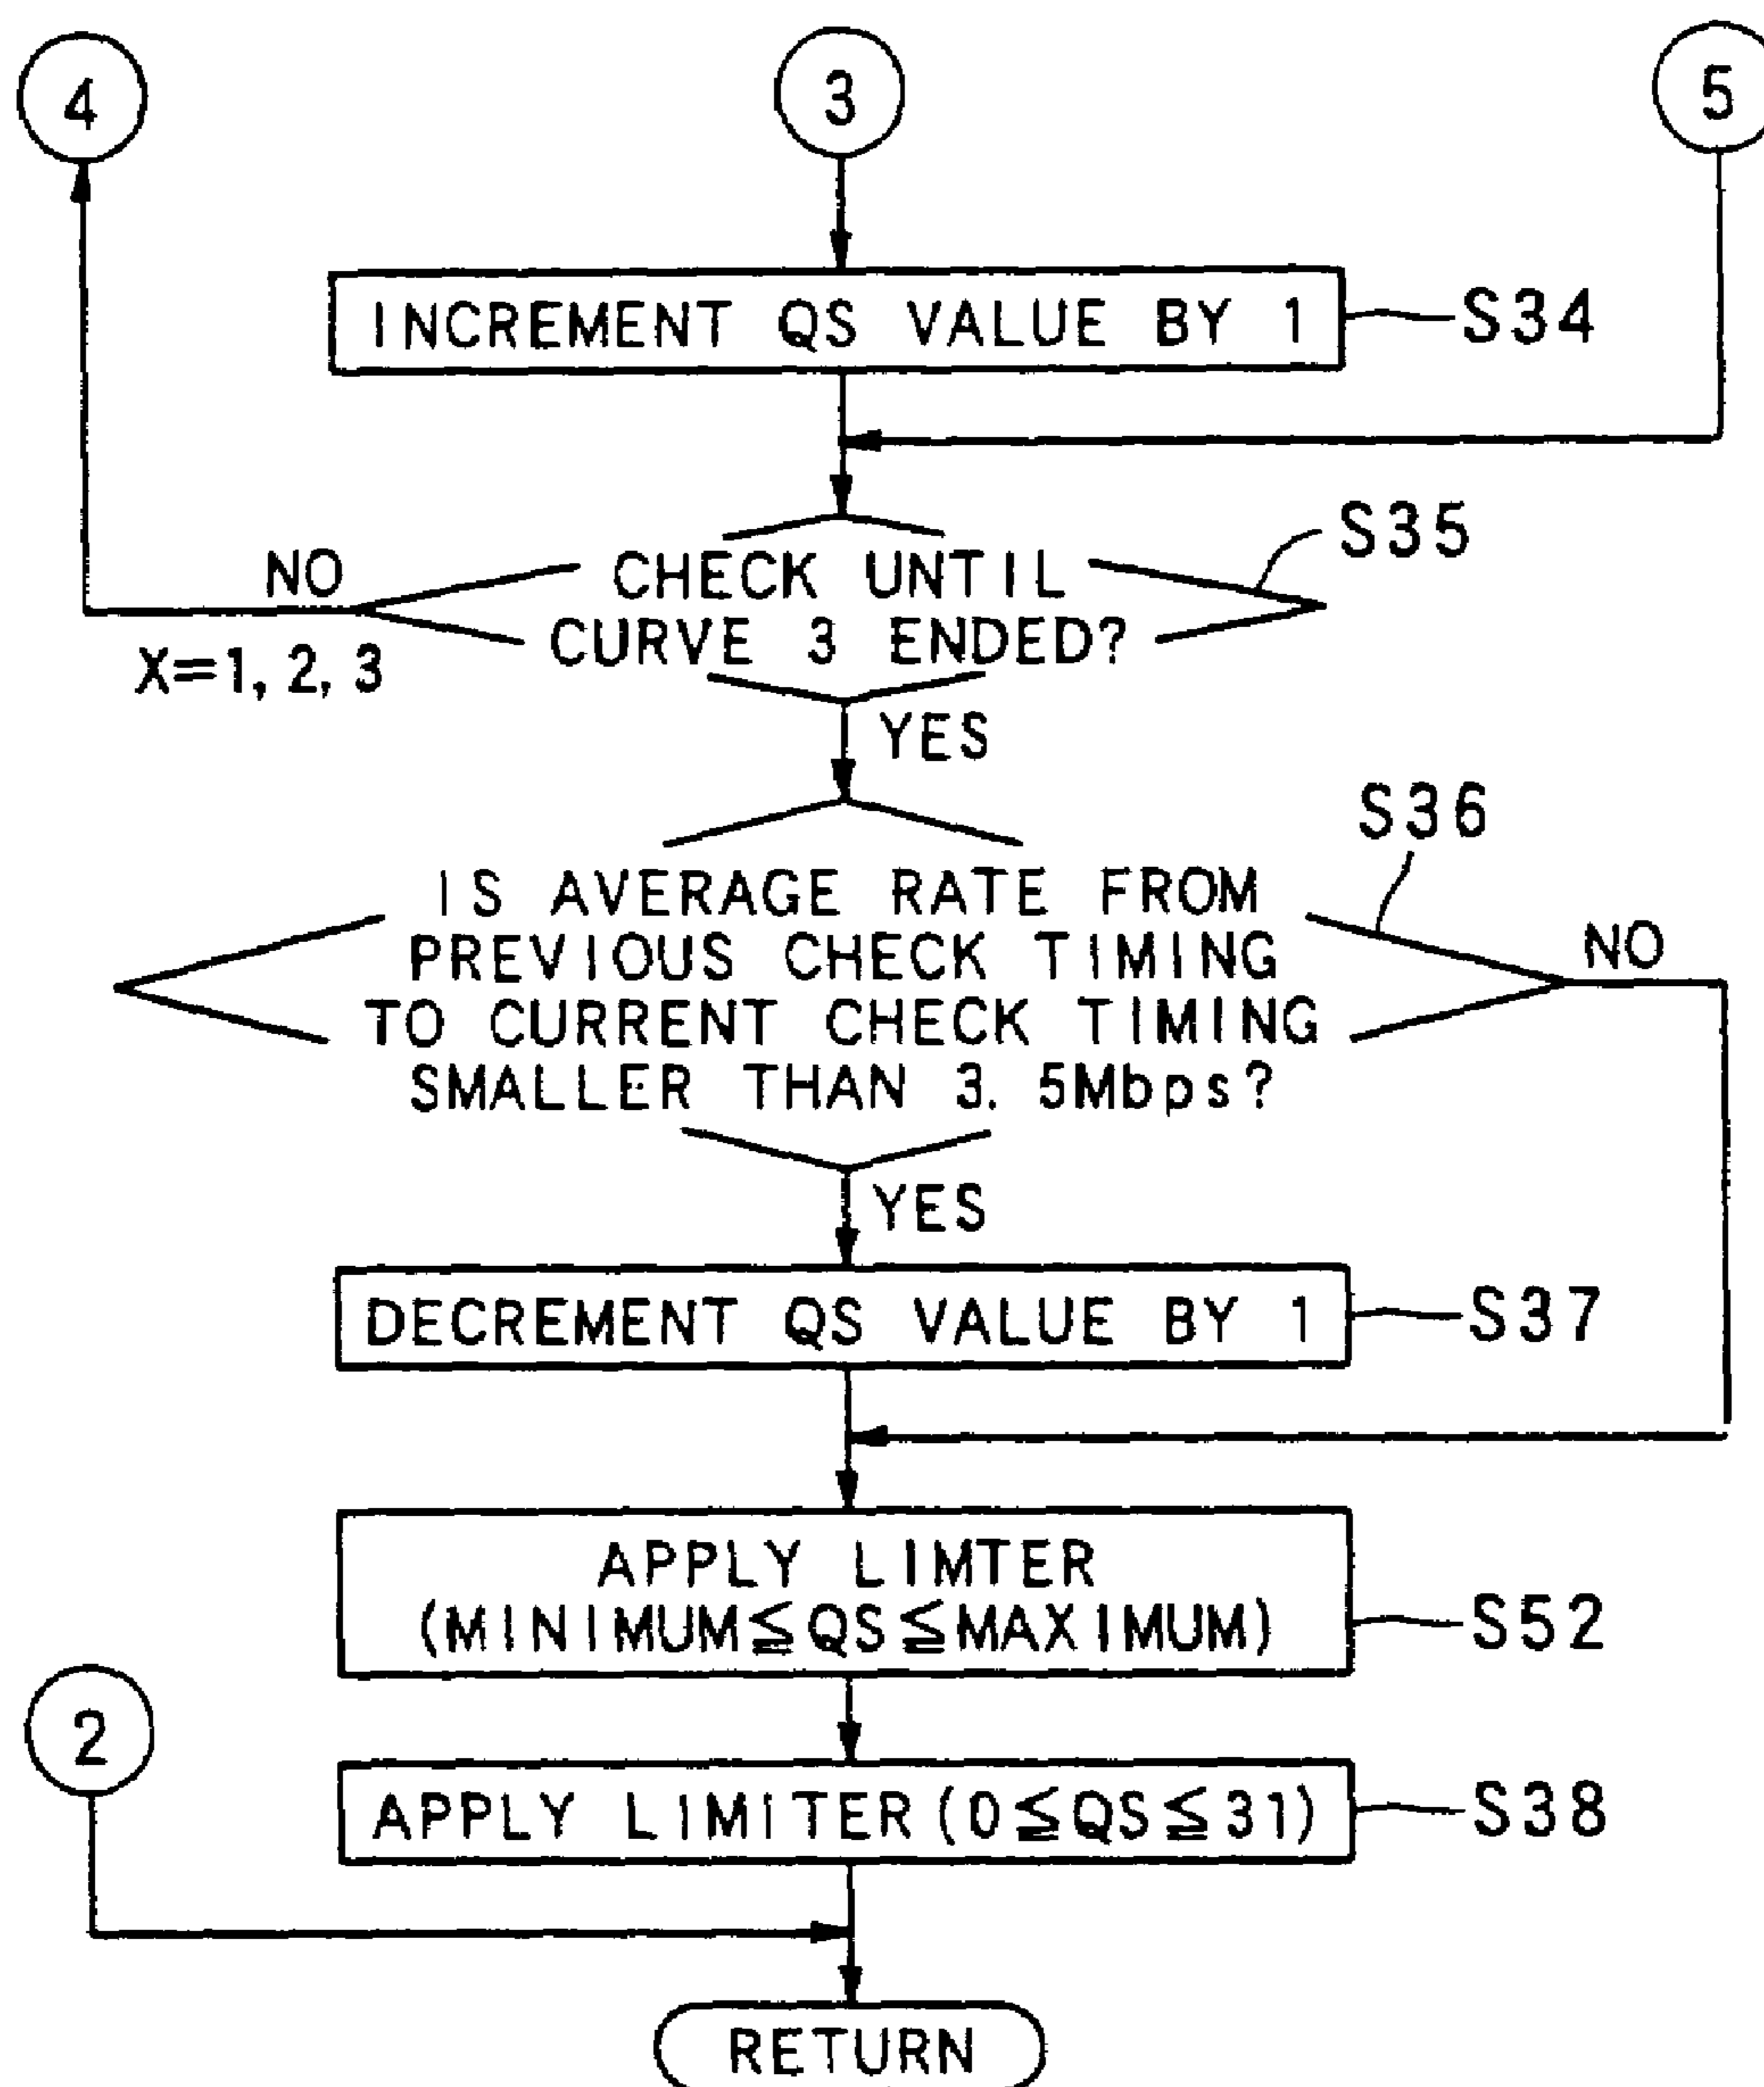 4
3
5
INCREMENT QS VALUE BY 1
S34
S35
NO
CHECK UNTIL
CURVE 3 ENDED?
X=1, 2, 3
YES
S36
IS AVERAGE RATE FROM
PREVIOUS CHECK TIMING
TO CURRENT CHECK TIMING
SMALLER THAN 3. 5Mbps?
NO
YES
DECREMENT QS VALUE BY 1
S37
APPLY LIMTER
(MINIMUM≦QS≦MAXIMUM)
S52
2
APPLY LIMITER(0≦QS≦31)
S38
RETURN